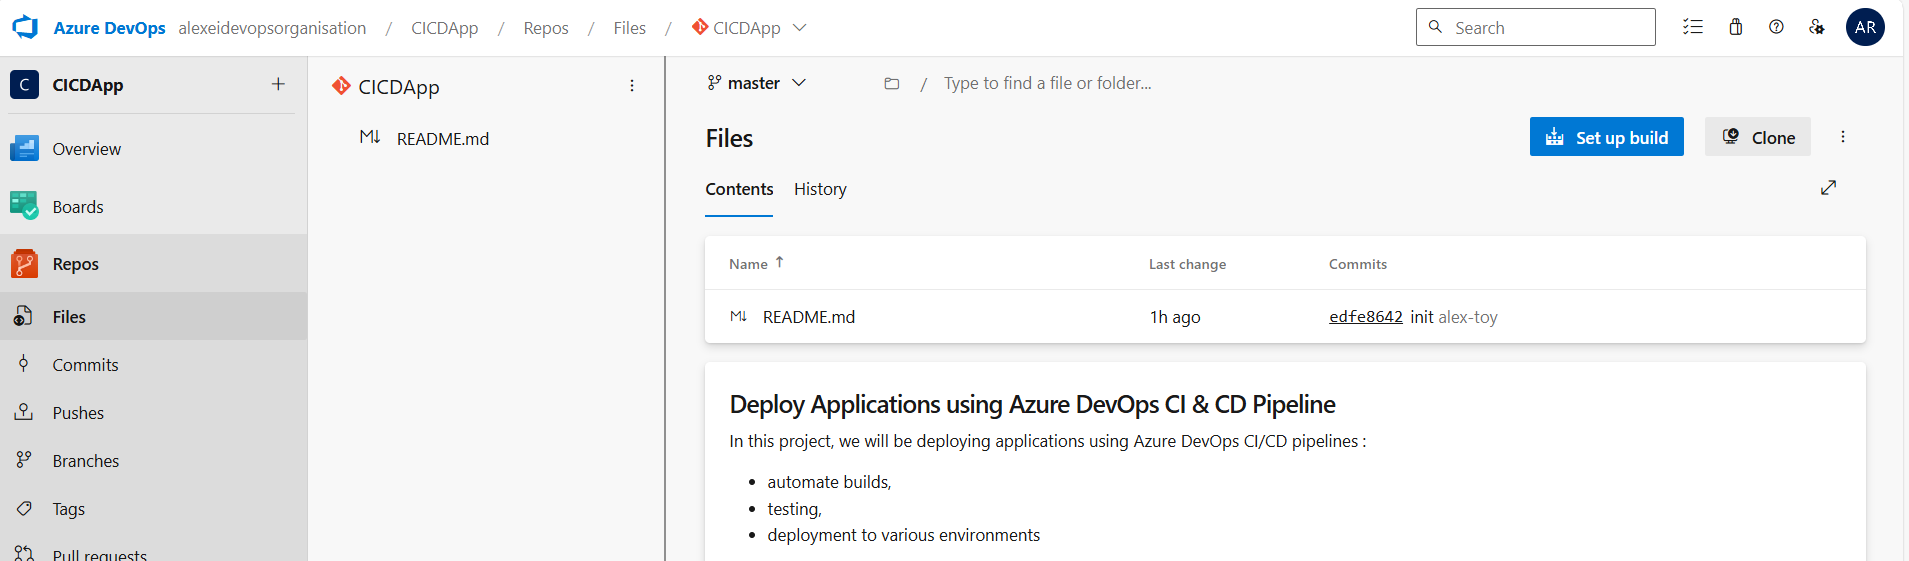 Azure DevOps alexeidevopsorganisation / CICDApp / Repos / Files / CICDApp
Search
AR
C CICDApp +
Overview
Boards
Repos
Files
Commits
Pushes
Branches
Tags
Pull requests
CICDApp
M↓ README.md
master
/ Type to find a file or folder...
Files
Set up build
Clone
Contents History
Name ↑ Last change Commits
M↓ README.md 1h ago edfe8642 init alex-toy
Deploy Applications using Azure DevOps CI & CD Pipeline
In this project, we will be deploying applications using Azure DevOps CI/CD pipelines :
• automate builds,
• testing,
• deployment to various environments